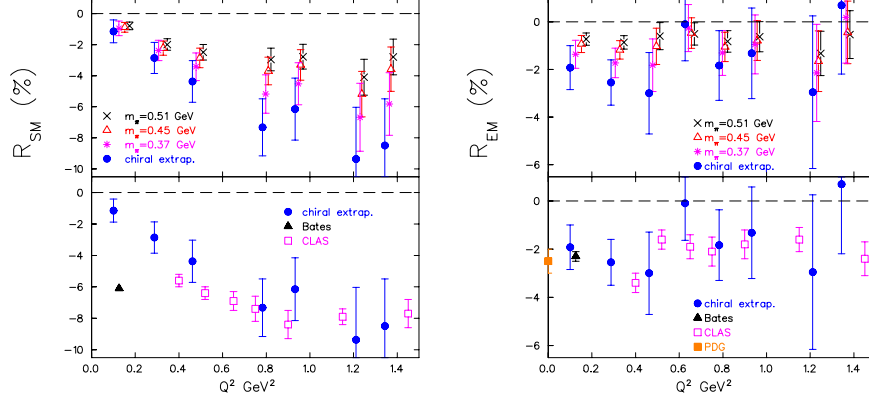 0
-2
-4
-6
-8
-10
R_SM (%)
m_π=0.51 GeV
m_π=0.45 GeV
m_π=0.37 GeV
chiral extrap.
0
-2
-4
-6
-8
-10
chiral extrap.
Bates
CLAS
0.0 0.2 0.4 0.6 0.8 1.0 1.2 1.4
Q² GeV²
0
-2
-4
-6
R_EM (%)
m_π=0.51 GeV
m_π=0.45 GeV
m_π=0.37 GeV
chiral extrap.
0
-2
-4
-6
chiral extrap.
Bates
CLAS
PDG
0.0 0.2 0.4 0.6 0.8 1.0 1.2 1.4
Q² GeV²